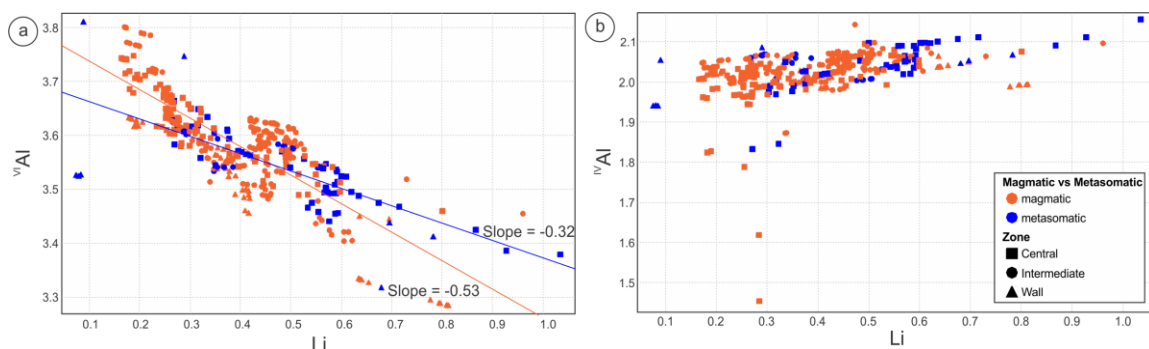 a
3.8
3.7
3.6
3.5
3.4
3.3
ⱽᴵAl
Slope = -0.32
Slope = -0.53
0.1 0.2 0.3 0.4 0.5 0.6 0.7 0.8 0.9 1.0
Li
b
2.1
2.0
1.9
1.8
1.7
1.6
1.5
ᴵⱽAl
0.1 0.2 0.3 0.4 0.5 0.6 0.7 0.8 0.9 1.0
Li
Magmatic vs Metasomatic
magmatic
metasomatic
Zone
Central
Intermediate
Wall